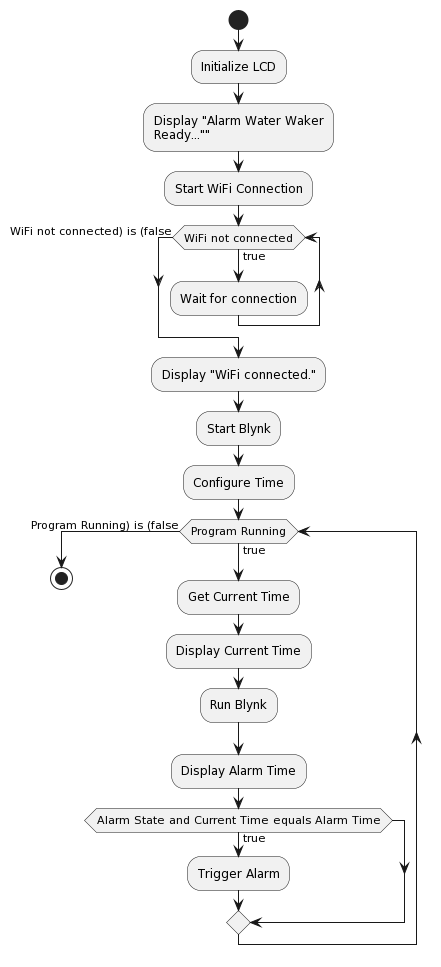 Initialize LCD
Display "Alarm Water Waker
Ready...""
Start WiFi Connection
WiFi not connected) is (false
WiFi not connected
true
Wait for connection
Display "WiFi connected."
Start Blynk
Configure Time
Program Running) is (false
Program Running
true
Get Current Time
Display Current Time
Run Blynk
Display Alarm Time
Alarm State and Current Time equals Alarm Time
true
Trigger Alarm